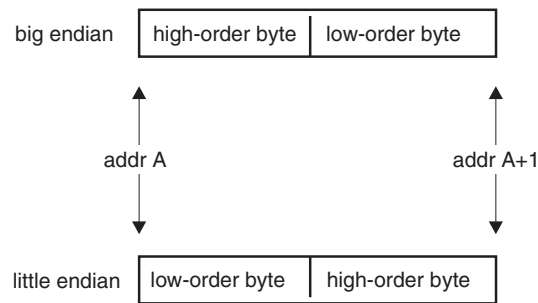 big endian high-order byte low-order byte
addr A addr A+1
little endian low-order byte high-order byte